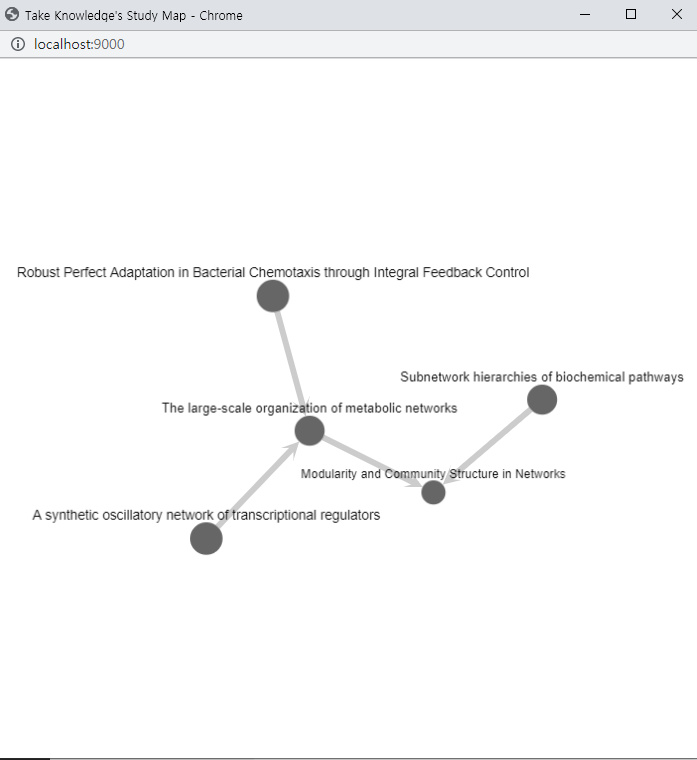 Take Knowledge's Study Map - Chrome
localhost:9000
Robust Perfect Adaptation in Bacterial Chemotaxis through Integral Feedback Control
Subnetwork hierarchies of biochemical pathways
The large-scale organization of metabolic networks
Modularity and Community Structure in Networks
A synthetic oscillatory network of transcriptional regulators